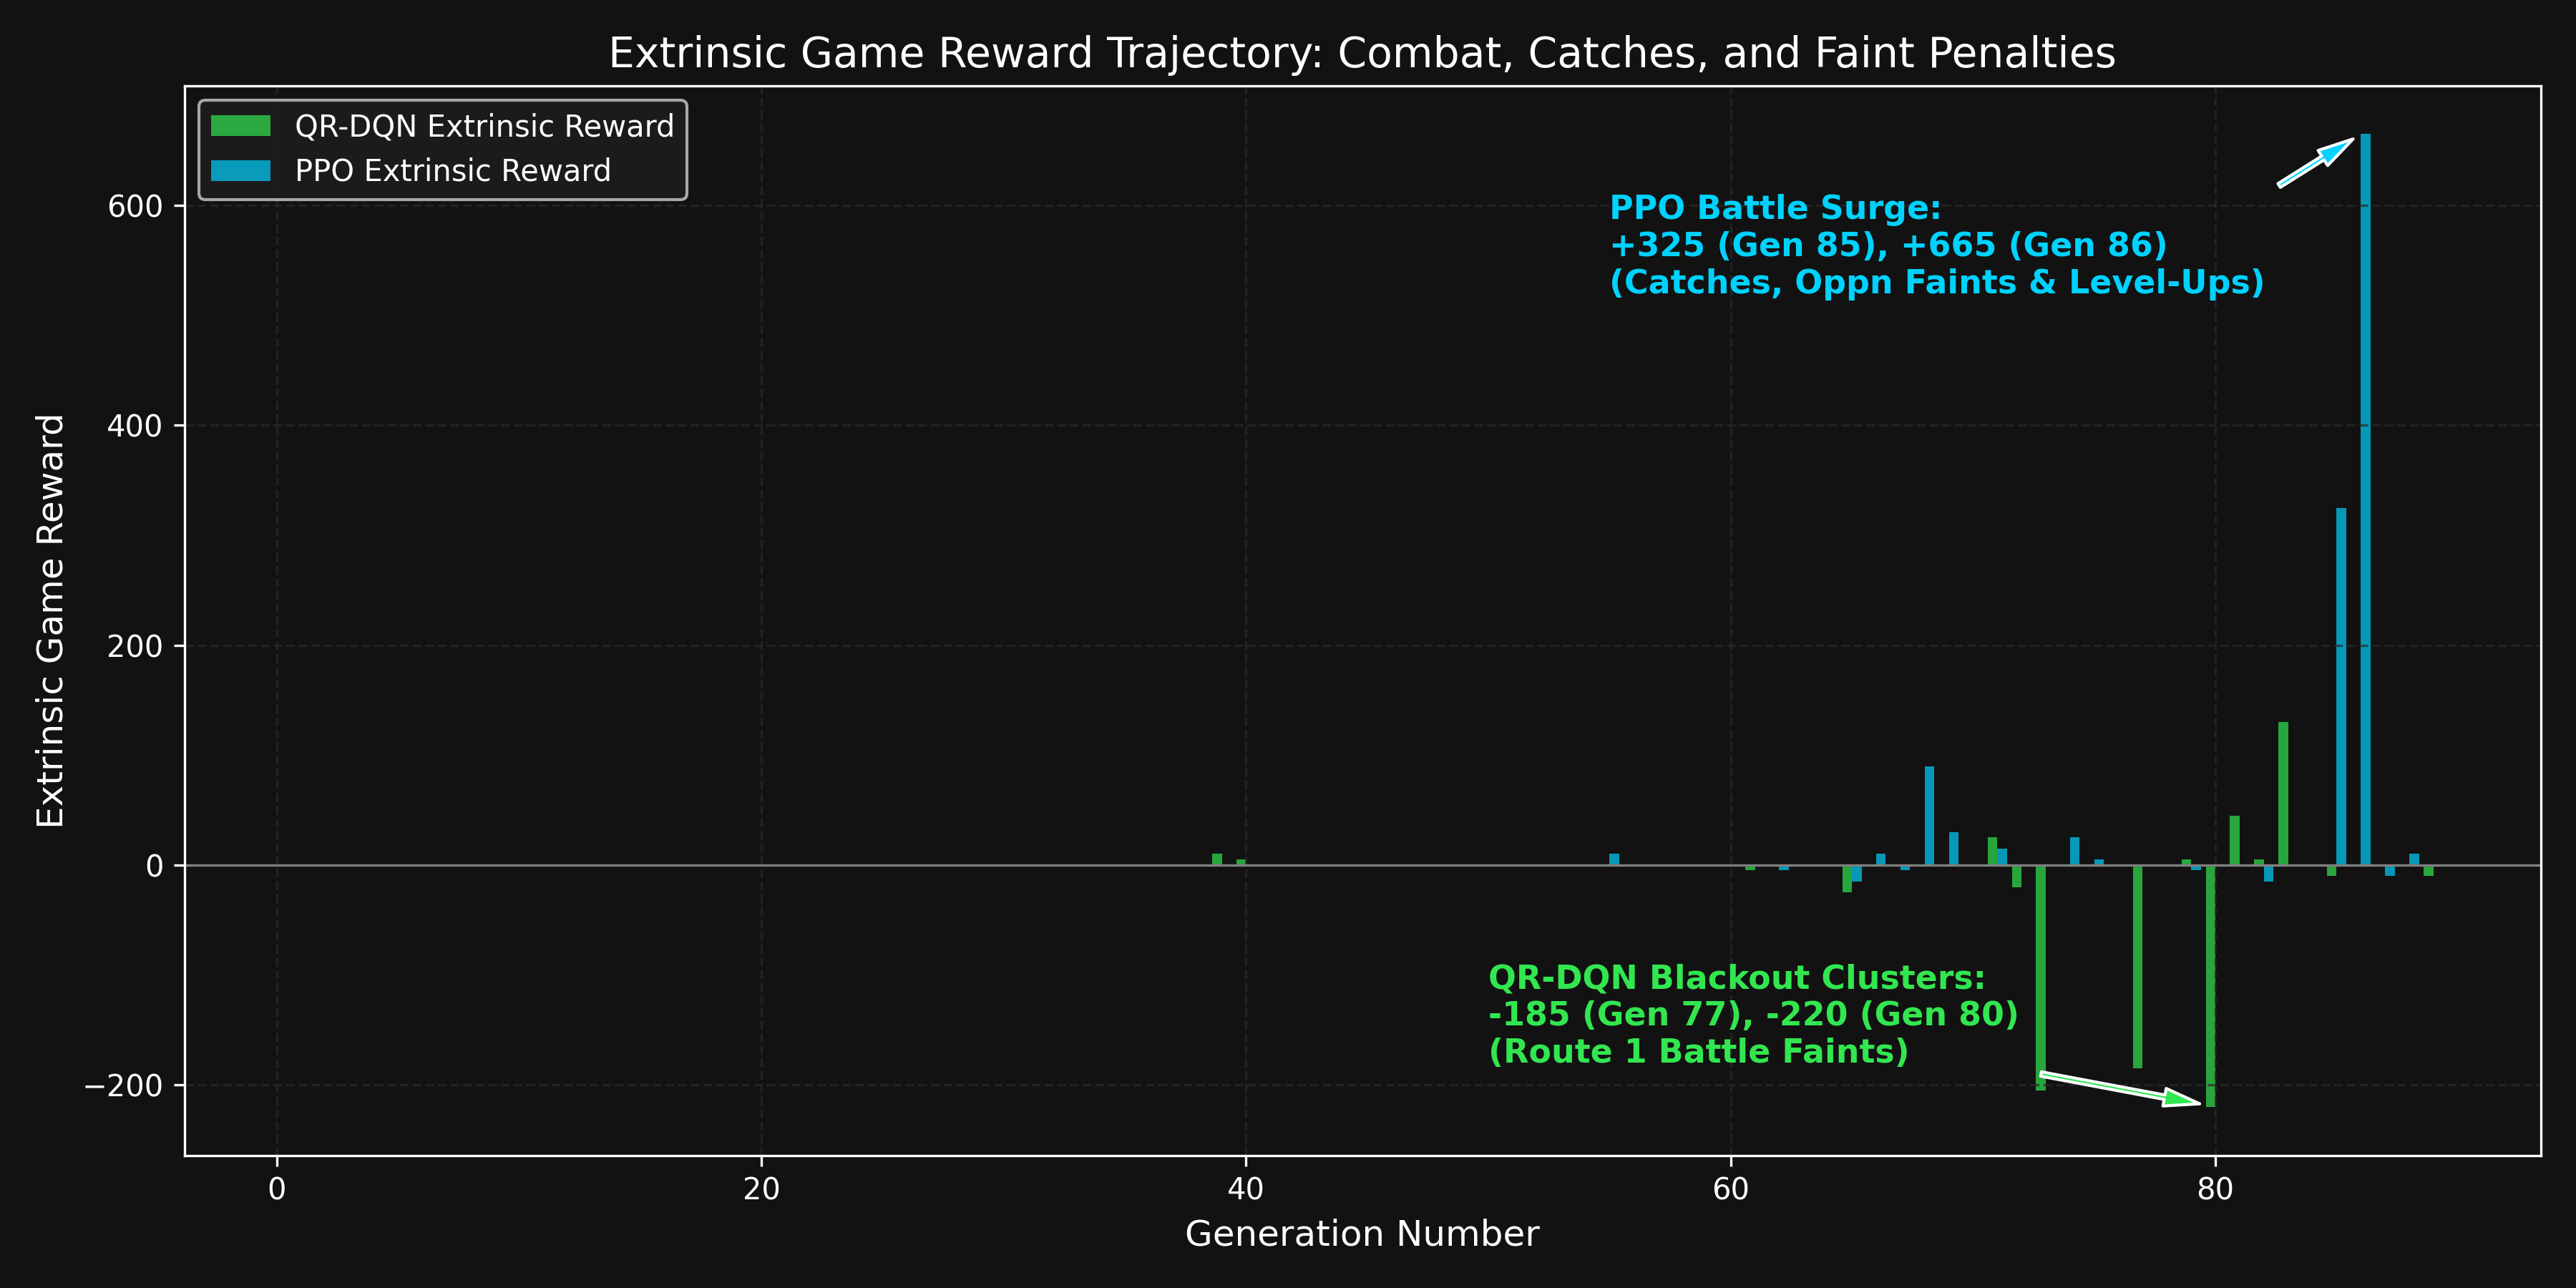 Extrinsic Game Reward Trajectory: Combat, Catches, and Faint Penalties
QR-DQN Extrinsic Reward
PPO Extrinsic Reward
PPO Battle Surge:
+325 (Gen 85), +665 (Gen 86)
(Catches, Oppn Faints & Level-Ups)
QR-DQN Blackout Clusters:
-185 (Gen 77), -220 (Gen 80)
(Route 1 Battle Faints)
Extrinsic Game Reward
600
400
200
0
−200
0
20
40
60
80
Generation Number